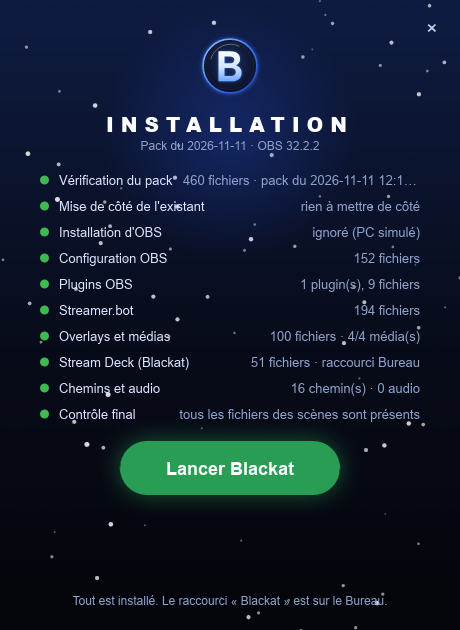 ×
B
INSTALLATION
Pack du 2026-11-11 · OBS 32.2.2
Vérification du pack 460 fichiers · pack du 2026-11-11 12:1…
Mise de côté de l'existant rien à mettre de côté
Installation d'OBS ignoré (PC simulé)
Configuration OBS 152 fichiers
Plugins OBS 1 plugin(s), 9 fichiers
Streamer.bot 194 fichiers
Overlays et médias 100 fichiers · 4/4 média(s)
Stream Deck (Blackat) 51 fichiers · raccourci Bureau
Chemins et audio 16 chemin(s) · 0 audio
Contrôle final tous les fichiers des scènes sont présents
Lancer Blackat
Tout est installé. Le raccourci « Blackat » est sur le Bureau.